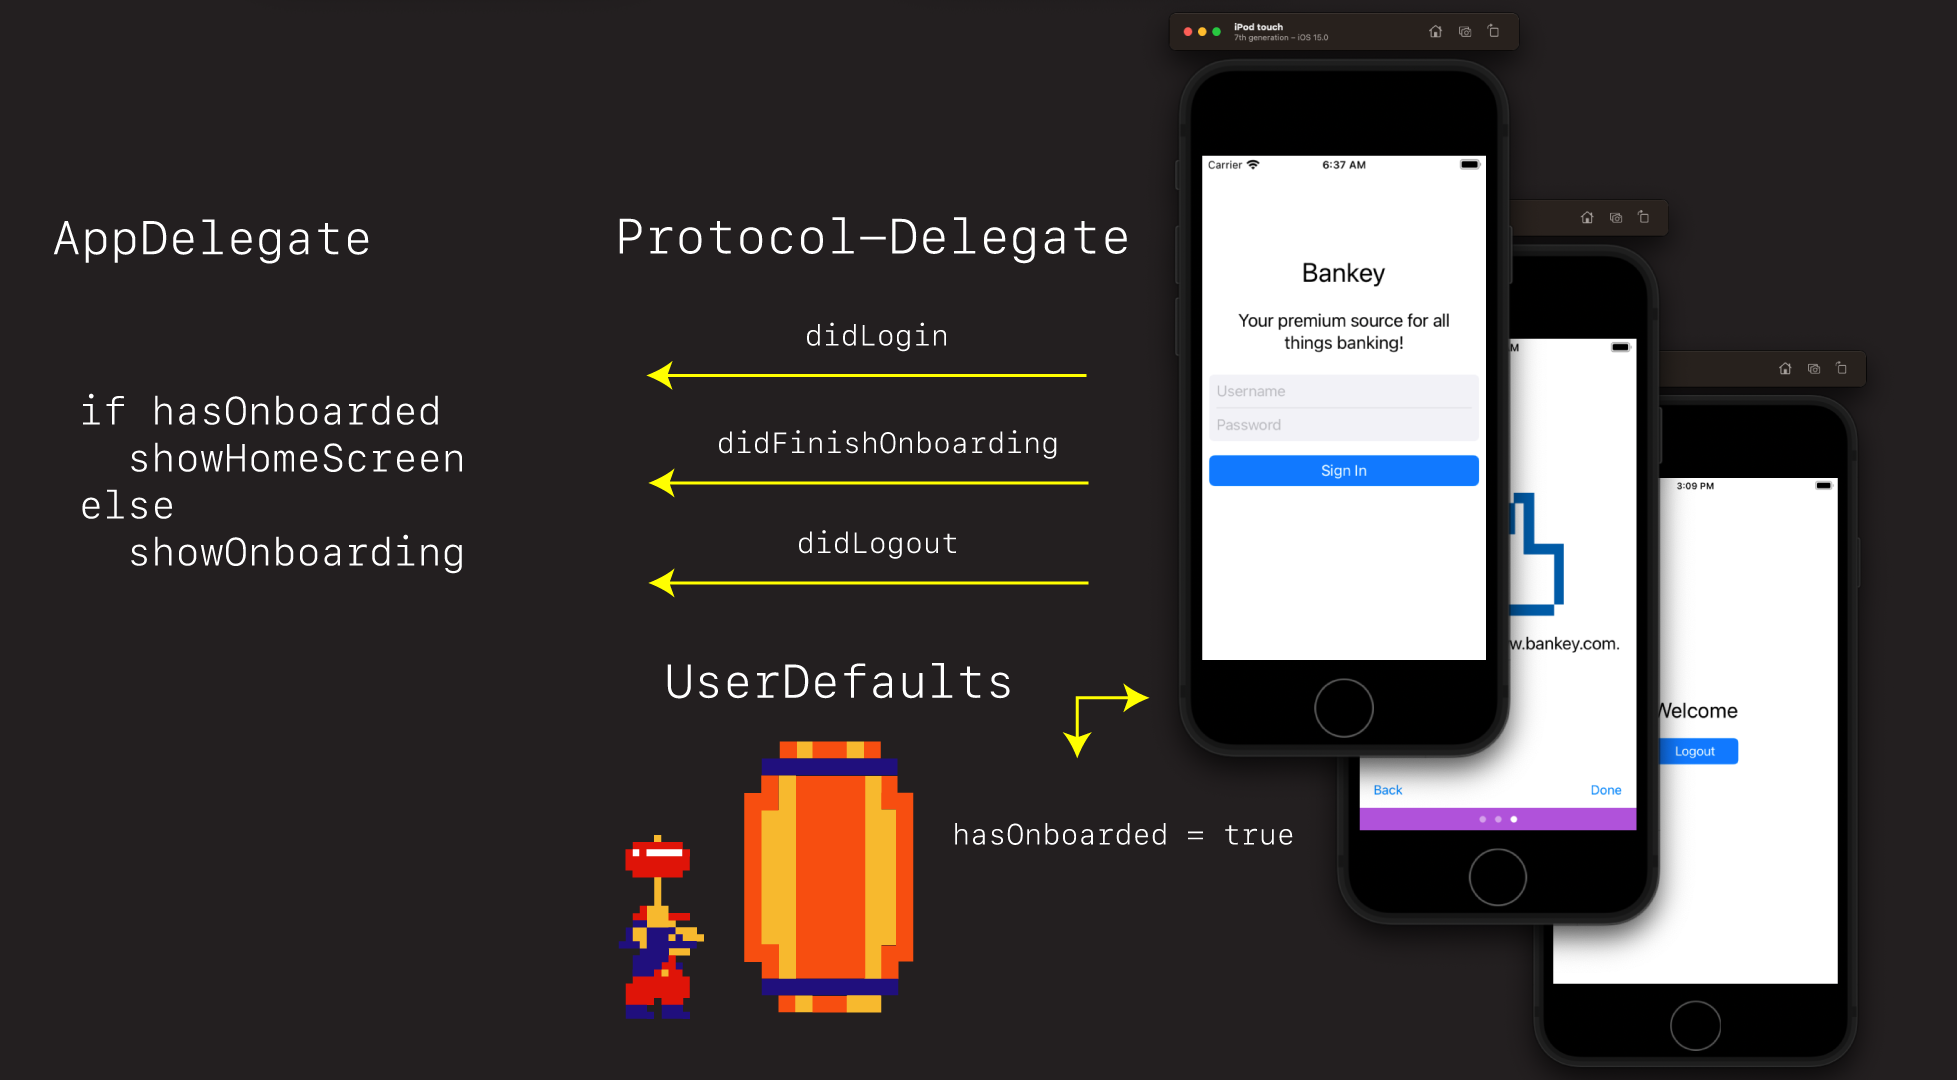 AppDelegate
if hasOnboarded
showHomeScreen
else
showOnboarding
Protocol–Delegate
didLogin
didFinishOnboarding
didLogout
UserDefaults
hasOnboarded = true
iPod touch
7th generation – iOS 15.0
Carrier 6:37 AM
Bankey
Your premium source for all
things banking!
Username
Password
Sign In
M
w.bankey.com.
Back Done
3:09 PM
Welcome
Logout